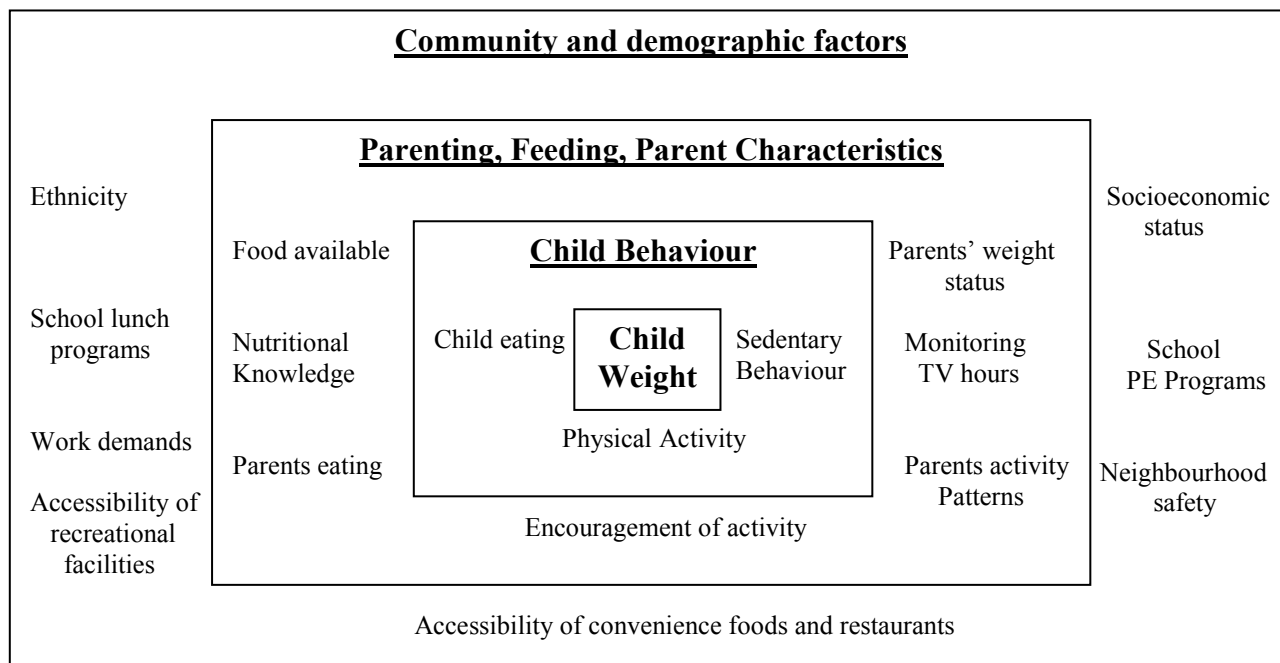 Community and demographic factors
Parenting, Feeding, Parent Characteristics
Ethnicity
Socioeconomic
status
Food available
Child Behaviour
Parents’ weight
status
School lunch
programs
Nutritional
Knowledge
Child eating
Child
Weight
Sedentary
Behaviour
Monitoring
TV hours
School
PE Programs
Physical Activity
Work demands
Parents eating
Parents activity
Patterns
Neighbourhood
safety
Accessibility of
recreational
facilities
Encouragement of activity
Accessibility of convenience foods and restaurants